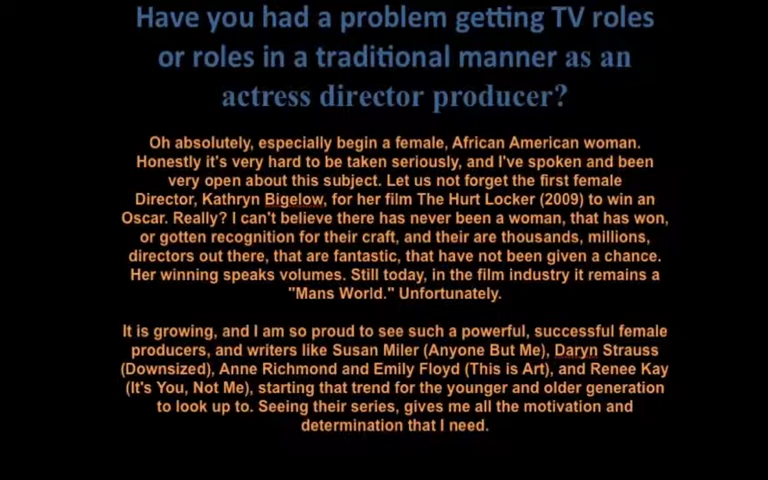 Have you had a problem getting TV roles
or roles in a traditional manner as an
actress director producer?
Oh absolutely, especially begin a female, African American woman.
Honestly it's very hard to be taken seriously, and I've spoken and been
very open about this subject. Let us not forget the first female
Director, Kathryn Bigelow, for her film The Hurt Locker (2009) to win an
Oscar. Really? I can't believe there has never been a woman, that has won,
or gotten recognition for their craft, and their are thousands, millions,
directors out there, that are fantastic, that have not been given a chance.
Her winning speaks volumes. Still today, in the film industry it remains a
"Mans World." Unfortunately.
It is growing, and I am so proud to see such a powerful, successful female
producers, and writers like Susan Miler (Anyone But Me), Daryn Strauss
(Downsized), Anne Richmond and Emily Floyd (This is Art), and Renee Kay
(It's You, Not Me), starting that trend for the younger and older generation
to look up to. Seeing their series, gives me all the motivation and
determination that I need.